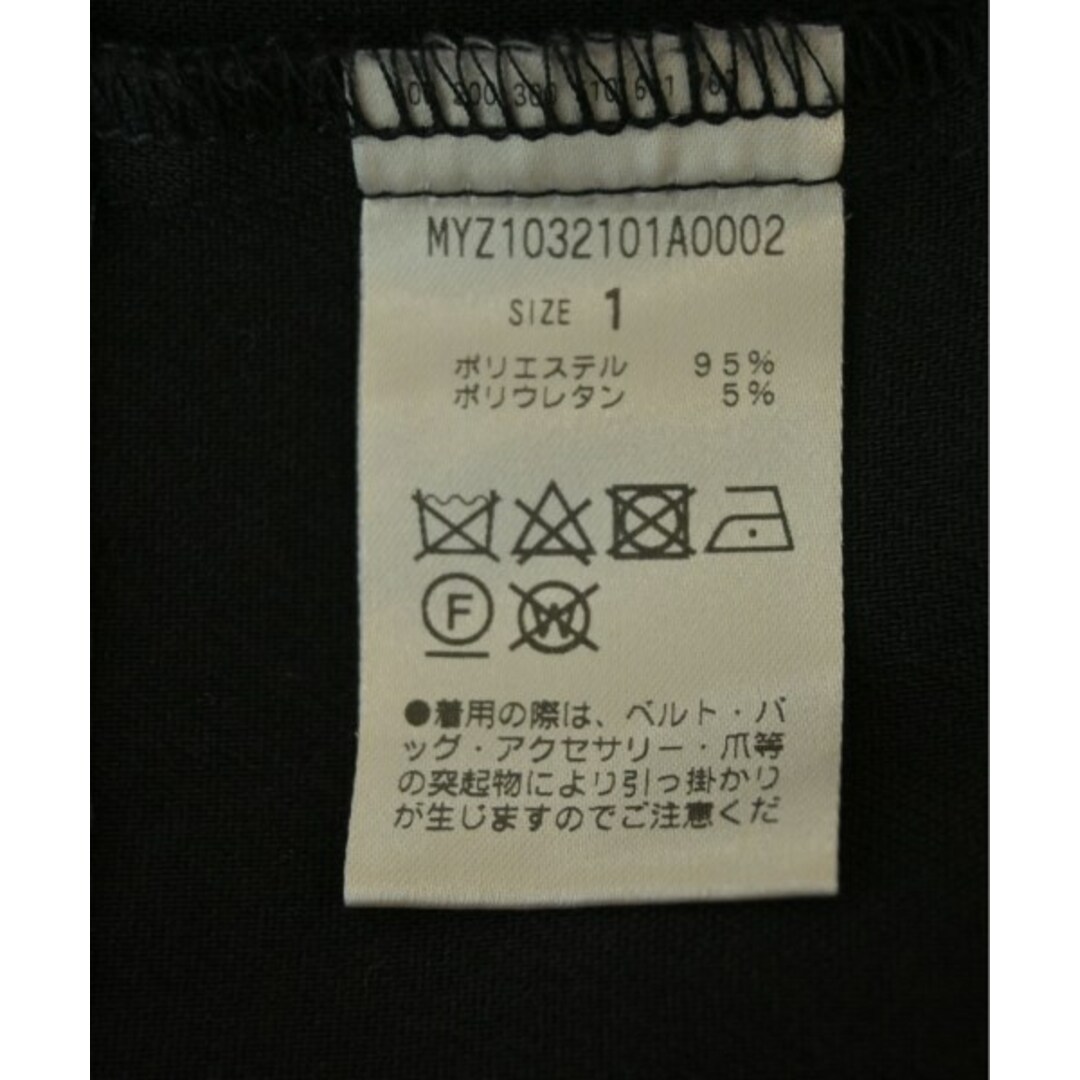 MYZ1032101A0002
SIZE 1
ポリエステル 95%
ポリウレタン 5%
F
W
●着用の際は、ベルト・バ
ッグ・アクセサリー・爪等
の突起物により引っ掛かり
が生じますのでご注意くだ